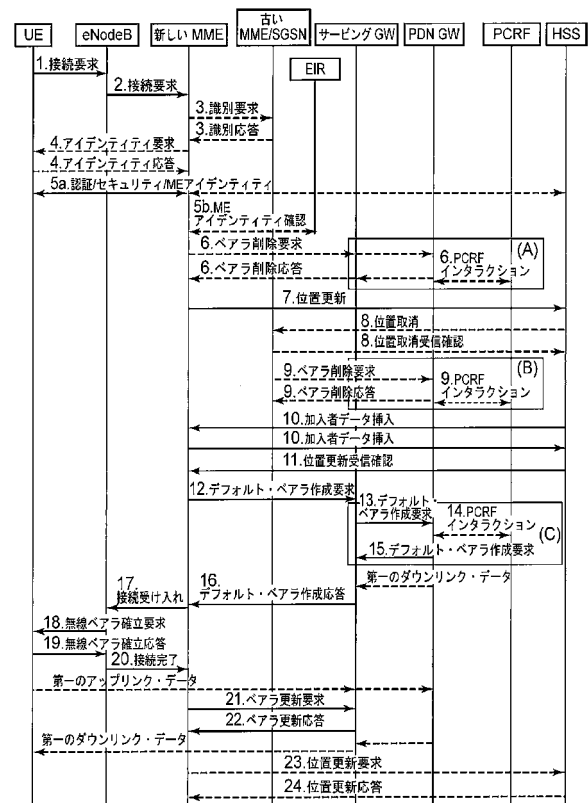 UE
eNodeB
新しい MME
古い
MME/SGSN
サービング GW
PDN GW
PCRF
HSS
EIR
1.接続要求
2.接続要求
3.識別要求
3.識別応答
4.アイデンティティ要求
4.アイデンティティ応答
5a.認証/セキュリティ/MEアイデンティティ
5b.ME
アイデンティティ確認
6.ベアラ削除要求
6.ベアラ削除応答
(A)
6.PCRF
インタラクション
7.位置更新
8.位置取消
8.位置取消受信確認
(B)
9.ベアラ削除要求
9.ベアラ削除応答
9.PCRF
インタラクション
10.加入者データ挿入
10.加入者データ挿入
11.位置更新受信確認
12.デフォルト・ベアラ作成要求
13.デフォルト・
ベアラ作成要求
14.PCRF
インタラクション
(C)
15.デフォルト・ベアラ作成要求
第一のダウンリンク・データ
16.
デフォルト・ベアラ作成応答
17.
接続受け入れ
18.無線ベアラ確立要求
19.無線ベアラ確立応答
20.接続完了
第一のアップリンク・データ
21.ベアラ更新要求
22.ベアラ更新応答
第一のダウンリンク・データ
23.位置更新要求
24.位置更新応答